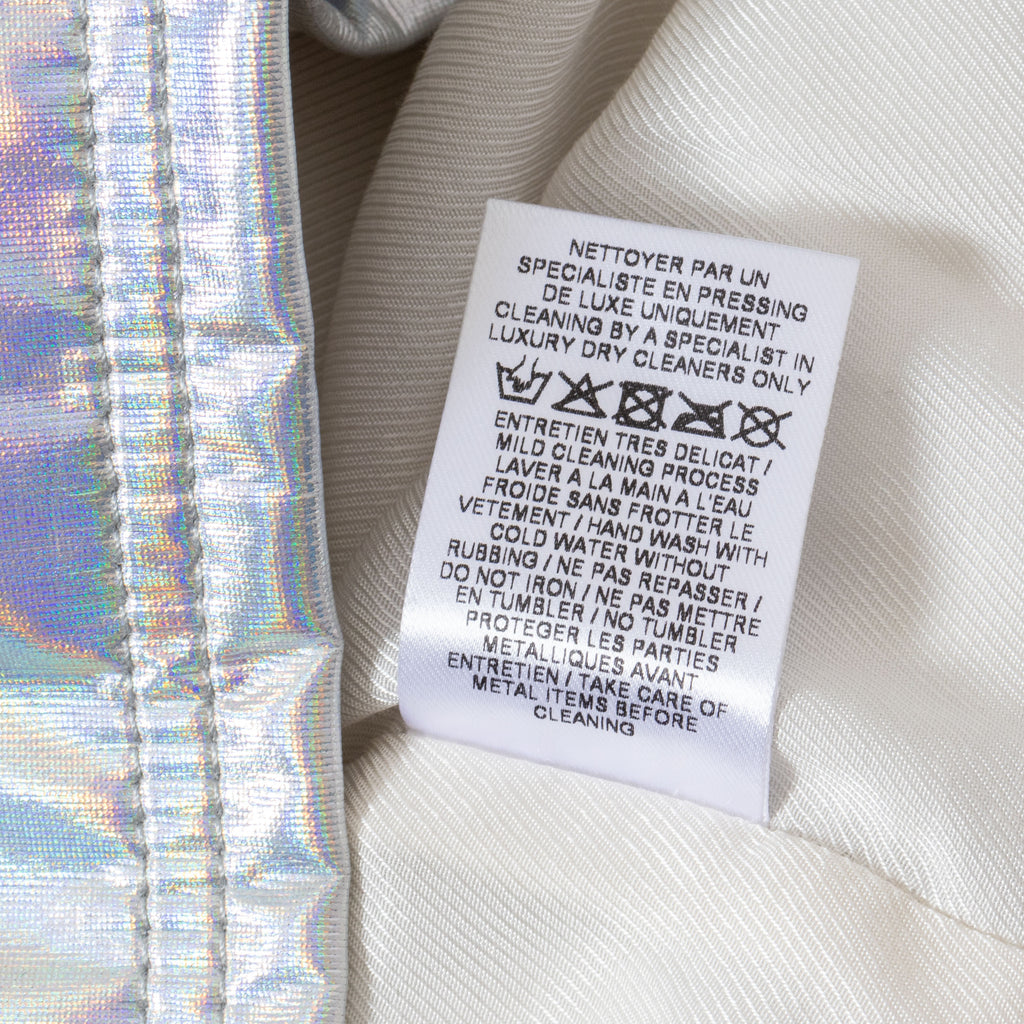 NETTOYER PAR UN
SPECIALISTE EN PRESSING
DE LUXE UNIQUEMENT
CLEANING BY A SPECIALIST IN
LUXURY DRY CLEANERS ONLY
ENTRETIEN TRES DELICAT /
MILD CLEANING PROCESS
LAVER A LA MAIN A L'EAU
FROIDE SANS FROTTER LE
VETEMENT / HAND WASH WITH
COLD WATER WITHOUT
RUBBING / NE PAS REPASSER /
DO NOT IRON / NE PAS METTRE
EN TUMBLER / NO TUMBLER
PROTEGER LES PARTIES
METALLIQUES AVANT
ENTRETIEN / TAKE CARE OF
METAL ITEMS BEFORE
CLEANING